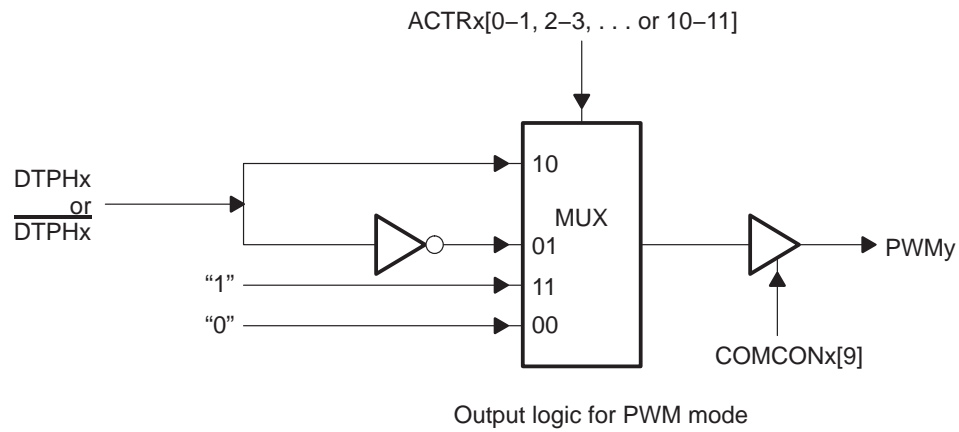 ACTRx[0–1, 2–3, . . . or 10–11]
DTPHx
or
DTPHx
10
MUX
01
PWMy
“1”
11
“0”
00
COMCONx[9]
Output logic for PWM mode